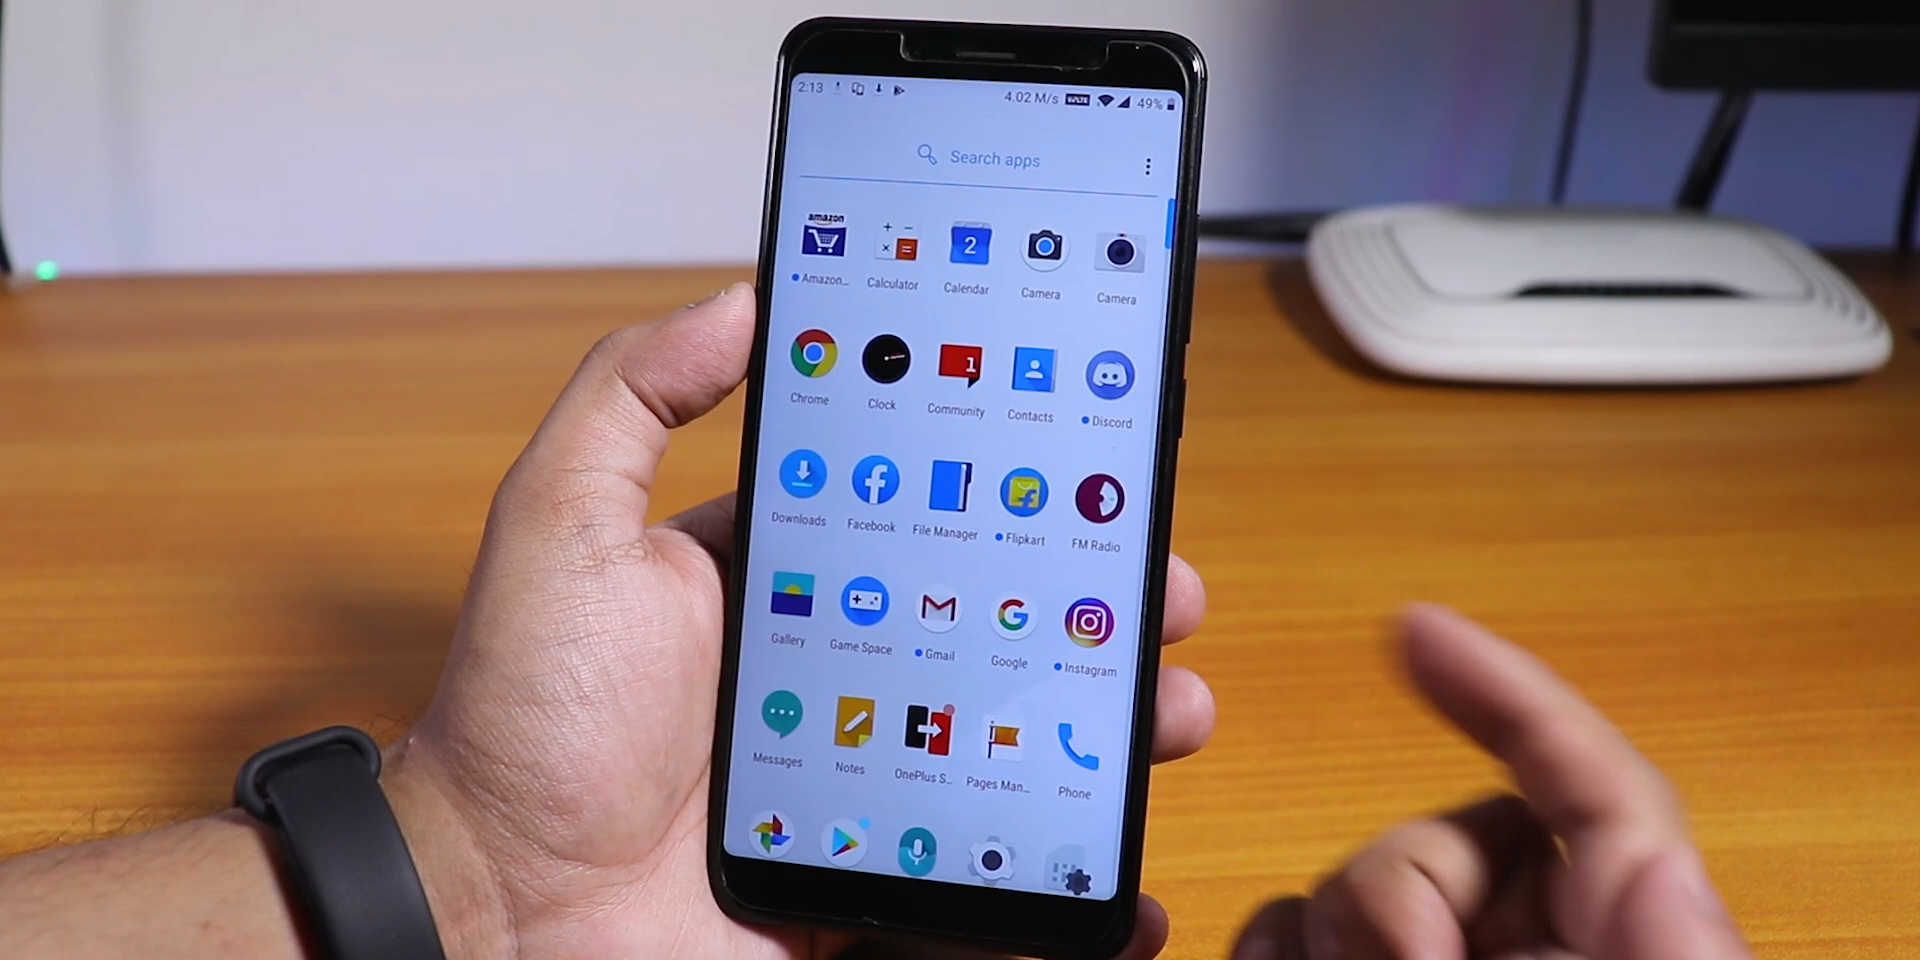 2:13 4.02 M/s VoLTE 49%
Search apps
amazon
2
Amazon... Calculator Calendar Camera Camera
1
Chrome Clock Community Contacts Discord
Downloads Facebook File Manager Flipkart FM Radio
Gallery Game Space Gmail Google Instagram
Messages Notes OnePlus S... Pages Man... Phone